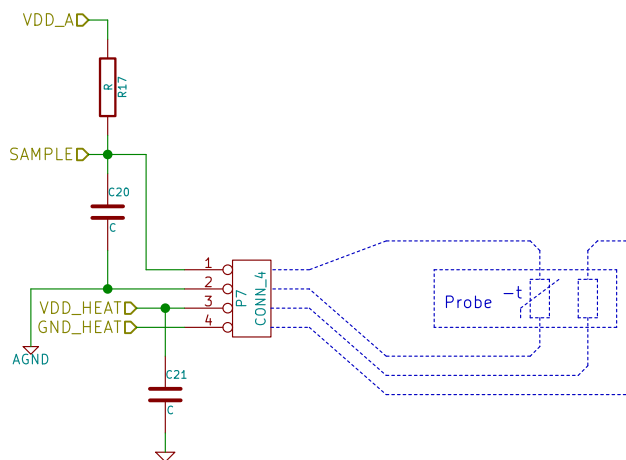 VDD_A
R
R17
SAMPLE
C20
C
1
2
3
4
P7
CONN_4
VDD_HEAT
GND_HEAT
AGND
Probe
-t
C21
C